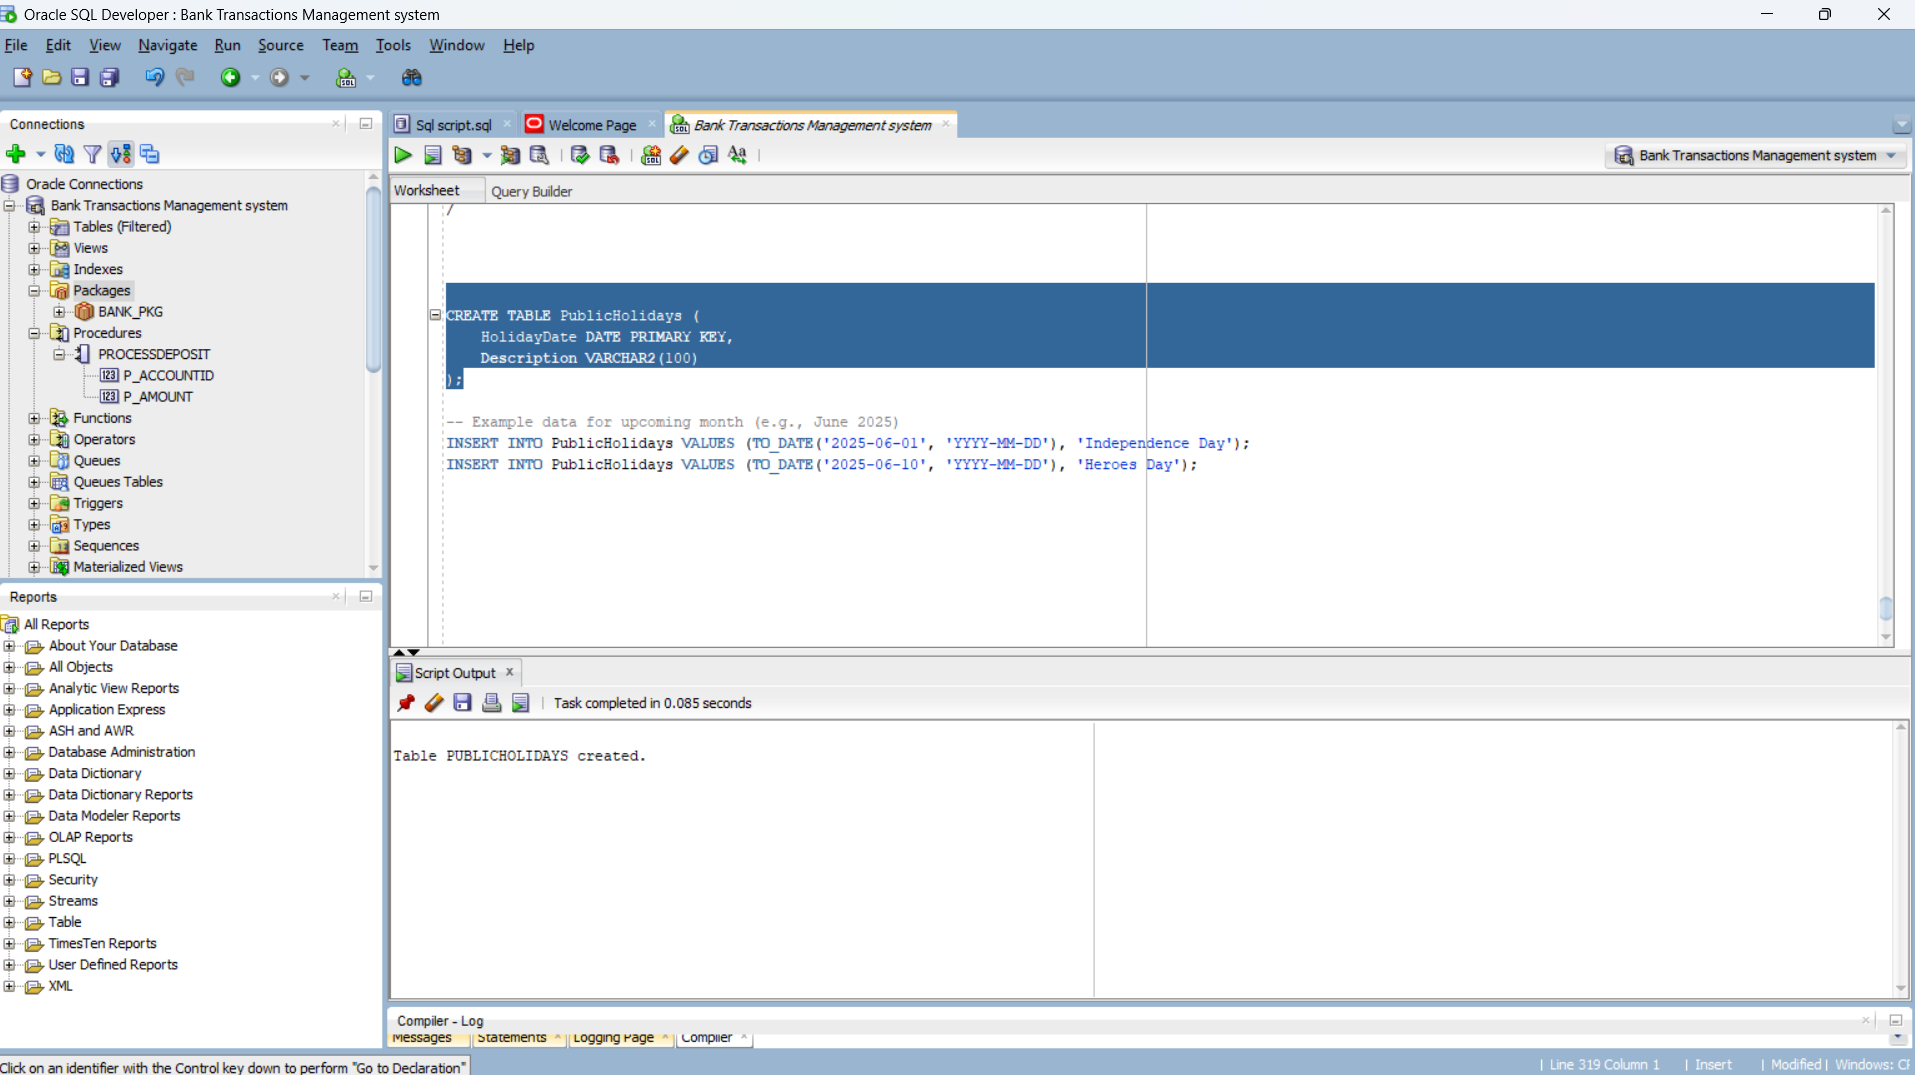 Oracle SQL Developer : Bank Transactions Management system
File Edit View Navigate Run Source Team Tools Window Help
Connections
Oracle Connections
Bank Transactions Management system
Tables (Filtered)
Views
Indexes
Packages
BANK_PKG
Procedures
PROCESSDEPOSIT
P_ACCOUNTID
P_AMOUNT
Functions
Operators
Queues
Queues Tables
Triggers
Types
Sequences
Materialized Views
Reports
All Reports
About Your Database
All Objects
Analytic View Reports
Application Express
ASH and AWR
Database Administration
Data Dictionary
Data Dictionary Reports
Data Modeler Reports
OLAP Reports
PLSQL
Security
Streams
Table
TimesTen Reports
User Defined Reports
XML
Sql script.sql Welcome Page Bank Transactions Management system
Bank Transactions Management system
Worksheet Query Builder
/
CREATE TABLE PublicHolidays (
HolidayDate DATE PRIMARY KEY,
Description VARCHAR2(100)
);
-- Example data for upcoming month (e.g., June 2025)
INSERT INTO PublicHolidays VALUES (TO_DATE('2025-06-01', 'YYYY-MM-DD'), 'Independence Day');
INSERT INTO PublicHolidays VALUES (TO_DATE('2025-06-10', 'YYYY-MM-DD'), 'Heroes Day');
Script Output
Task completed in 0.085 seconds
Table PUBLICHOLIDAYS created.
Compiler - Log
Messages Statements Logging Page Compiler
Click on an identifier with the Control key down to perform "Go to Declaration"
Line 319 Column 1 | Insert | Modified | Windows: